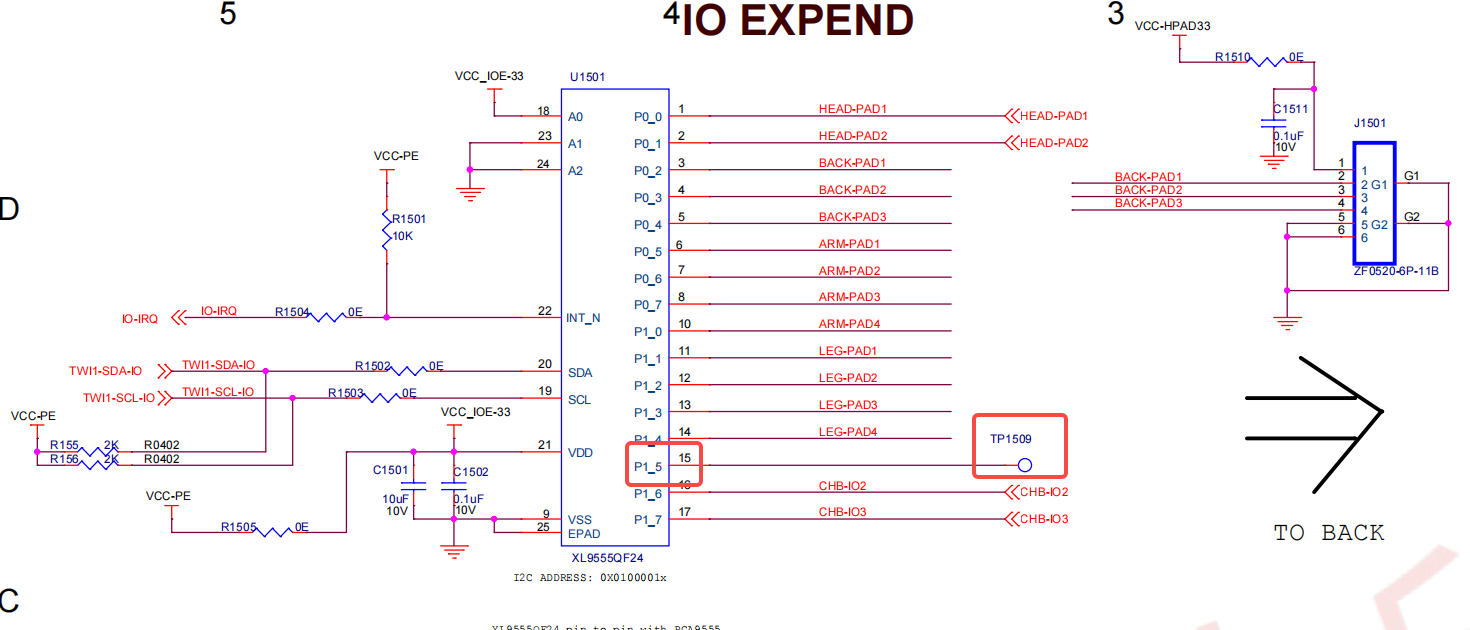 5
4
IO EXPEND
3
VCC-HPAD33
R1510
0E
C1511
0.1uF
10V
J1501
VCC_IOE-33
U1501
18
A0
P0_0
1
HEAD-PAD1
HEAD-PAD1
23
A1
P0_1
2
HEAD-PAD2
HEAD-PAD2
24
A2
P0_2
3
BACK-PAD1
P0_3
4
BACK-PAD2
P0_4
5
BACK-PAD3
P0_5
6
ARM-PAD1
P0_6
7
ARM-PAD2
P0_7
8
ARM-PAD3
P1_0
10
ARM-PAD4
P1_1
11
LEG-PAD1
P1_2
12
LEG-PAD2
P1_3
13
LEG-PAD3
P1_4
14
LEG-PAD4
P1_5
15
TP1509
P1_6
16
CHB-IO2
CHB-IO2
P1_7
17
CHB-IO3
CHB-IO3
VCC-PE
R1501
10K
D
IO-IRQ
IO-IRQ
R1504
0E
22
INT_N
TWI1-SDA-IO
TWI1-SDA-IO
R1502
0E
20
SDA
TWI1-SCL-IO
TWI1-SCL-IO
R1503
0E
19
SCL
VCC-PE
R155
2K
R0402
R156
2K
R0402
VCC_IOE-33
21
VDD
C1501
10uF
10V
C1502
0.1uF
10V
VCC-PE
R1505
0E
9
VSS
25
EPAD
XL9555QF24
I2C ADDRESS: 0X0100001x
XL9555QF24 pin to pin with PCA9555
BACK-PAD1
BACK-PAD2
BACK-PAD3
1
2
3
4
5
6
1
2
3
4
5
6
G1
G2
G1
G2
ZF0520-6P-11B
TO BACK
C